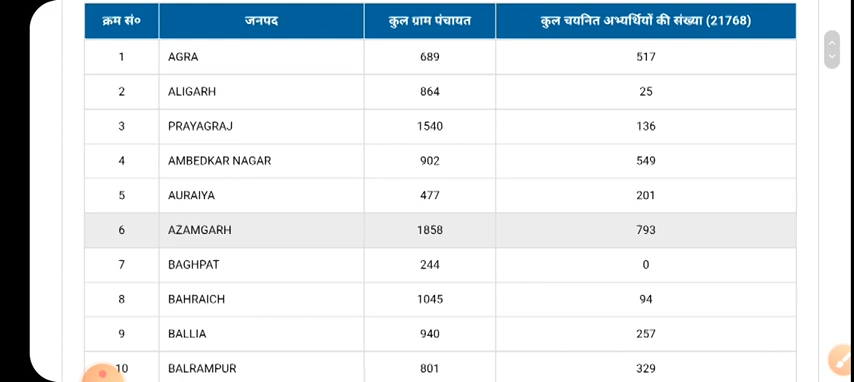 क्रम सं० जनपद कुल ग्राम पंचायत कुल चयनित अभ्यर्थियों की संख्या (21768)
1 AGRA 689 517
2 ALIGARH 864 25
3 PRAYAGRAJ 1540 136
4 AMBEDKAR NAGAR 902 549
5 AURAIYA 477 201
6 AZAMGARH 1858 793
7 BAGHPAT 244 0
8 BAHRAICH 1045 94
9 BALLIA 940 257
10 BALRAMPUR 801 329